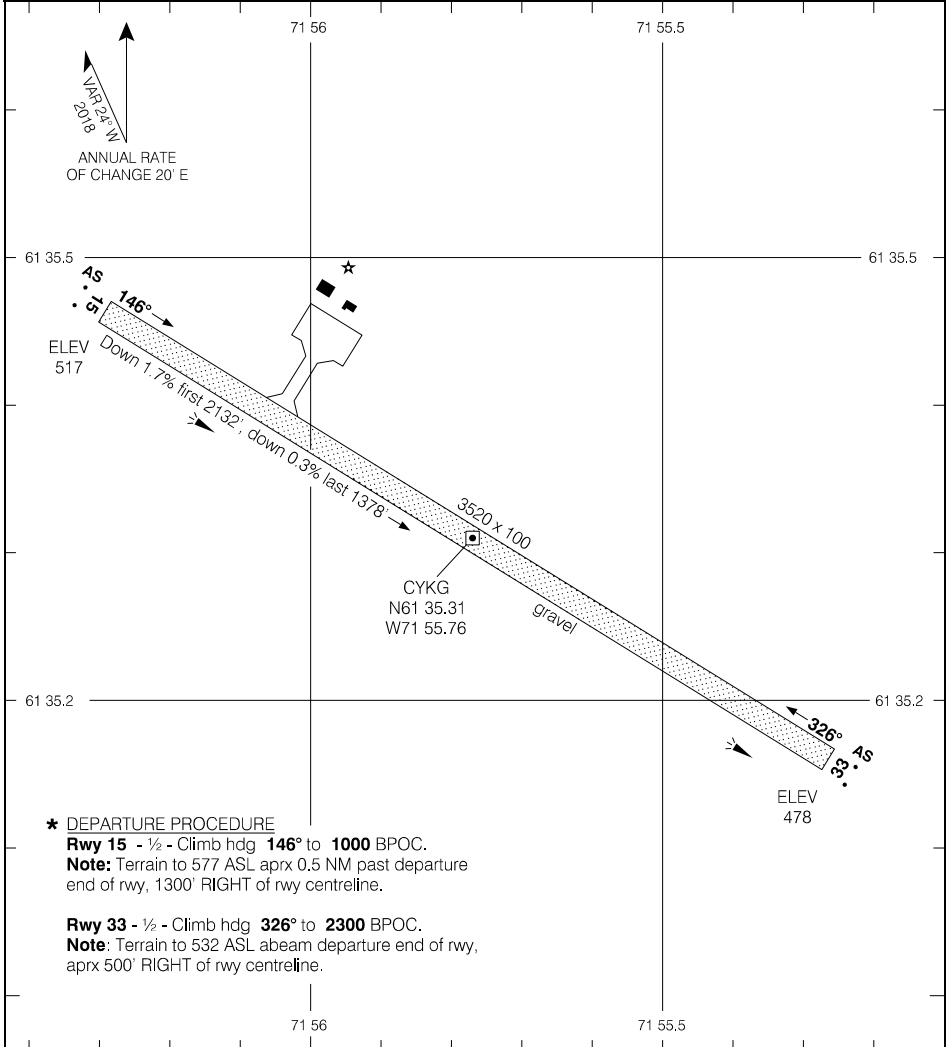 71 56
71 55.5
VAR 24° W
2018
ANNUAL RATE
OF CHANGE 20' E
61 35.5
61 35.5
AS
15
146°
ELEV
517
Down 1.7% first 2132', down 0.3% last 1378'
3520 x 100
CYKG
N61 35.31
W71 55.76
gravel
61 35.2
61 35.2
326°
AS
33
ELEV
478
* DEPARTURE PROCEDURE
Rwy 15 - ½ - Climb hdg 146° to 1000 BPOC.
Note: Terrain to 577 ASL aprx 0.5 NM past departure
end of rwy, 1300' RIGHT of rwy centreline.
Rwy 33 - ½ - Climb hdg 326° to 2300 BPOC.
Note: Terrain to 532 ASL abeam departure end of rwy,
aprx 500' RIGHT of rwy centreline.
71 56
71 55.5